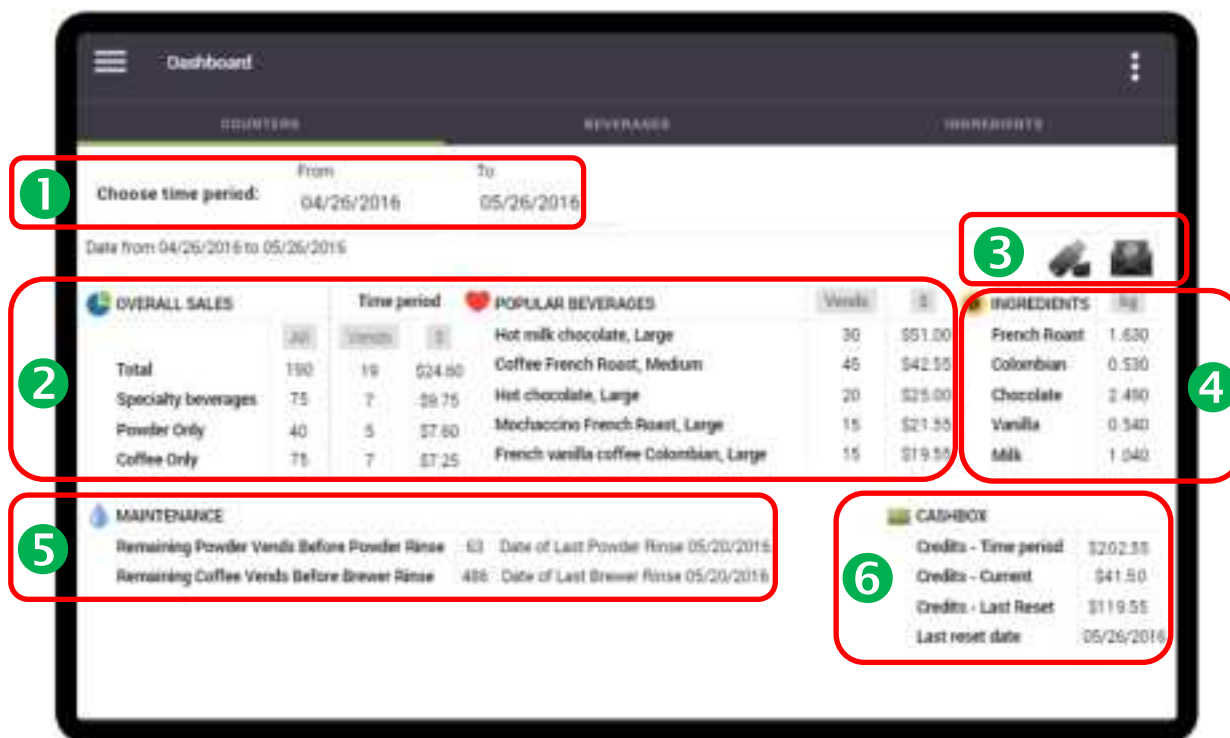 Dashboard
COUNTERS BEVERAGES INGREDIENTS
1
From To
Choose time period: 04/26/2016 05/26/2016
Date from 04/26/2016 to 05/26/2016
3
OVERALL SALES Time period POPULAR BEVERAGES Vends $ INGREDIENTS kg
All Vends $ Hot milk chocolate, Large 30 $51.00 French Roast 1.630
Total 190 19 $24.60 Coffee French Roast, Medium 45 $42.55 Colombian 0.530
2
4
Specialty beverages 75 7 $9.75 Hot chocolate, Large 20 $25.00 Chocolate 2.490
Powder Only 40 5 $7.60 Mochaccino French Roast, Large 15 $21.55 Vanilla 0.540
Coffee Only 75 7 $7.25 French vanilla coffee Colombian, Large 15 $19.55 Milk 1.040
MAINTENANCE CASHBOX
5
Remaining Powder Vends Before Powder Rinse 63 Date of Last Powder Rinse 05/20/2016 Credits - Time period $202.55
Remaining Coffee Vends Before Brewer Rinse 486 Date of Last Brewer Rinse 05/20/2016 Credits - Current $41.50
6
Credits - Last Reset $119.55
Last reset date 05/26/2016